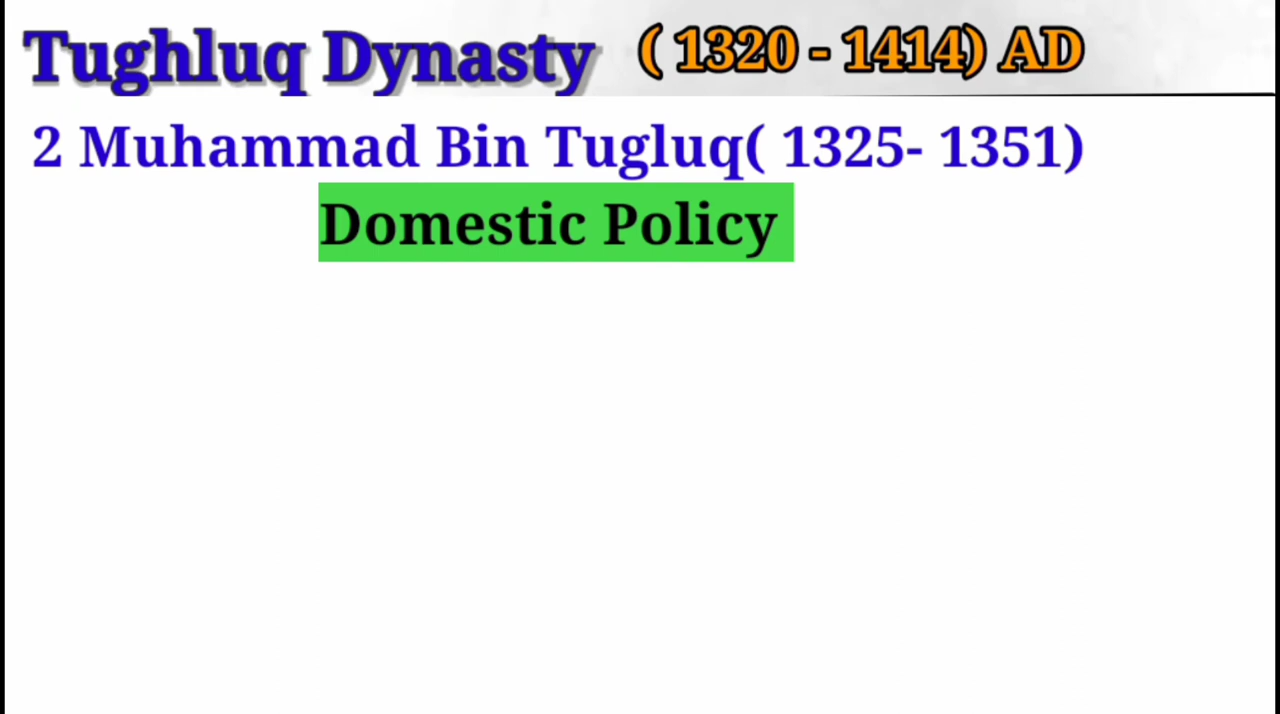 Tughluq Dynasty ( 1320 - 1414) AD
2 Muhammad Bin Tugluq( 1325- 1351)
Domestic Policy